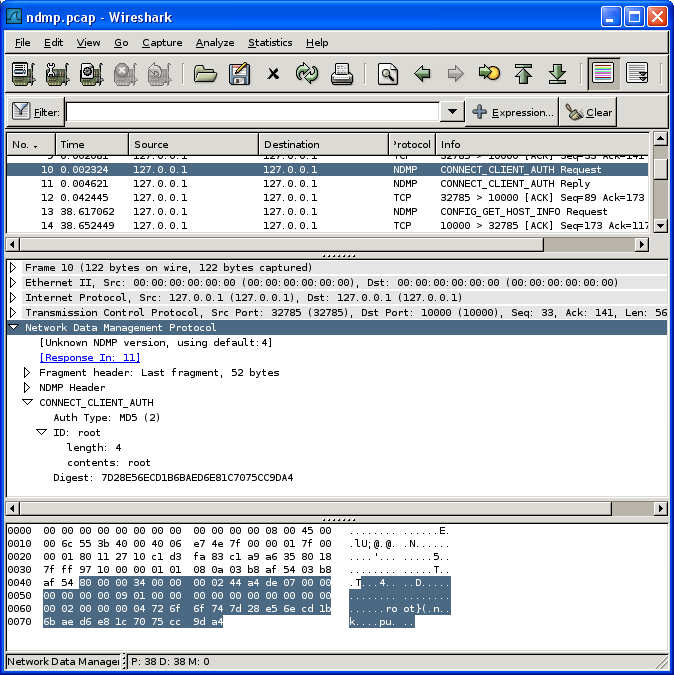 ndmp.pcap - Wireshark
File Edit View Go Capture Analyze Statistics Help
Filter: Expression... Clear
No. Time Source Destination Protocol Info
9 0.002081 127.0.0.1 127.0.0.1 TCP 32785 > 10000 [ACK] Seq=33 Ack=141
10 0.002324 127.0.0.1 127.0.0.1 NDMP CONNECT_CLIENT_AUTH Request
11 0.004621 127.0.0.1 127.0.0.1 NDMP CONNECT_CLIENT_AUTH Reply
12 0.042445 127.0.0.1 127.0.0.1 TCP 32785 > 10000 [ACK] Seq=89 Ack=173
13 38.617062 127.0.0.1 127.0.0.1 NDMP CONFIG_GET_HOST_INFO Request
14 38.652449 127.0.0.1 127.0.0.1 TCP 10000 > 32785 [ACK] Seq=173 Ack=117
Frame 10 (122 bytes on wire, 122 bytes captured)
Ethernet II, Src: 00:00:00:00:00:00 (00:00:00:00:00:00), Dst: 00:00:00:00:00:00 (00:00:00:00:00:00)
Internet Protocol, Src: 127.0.0.1 (127.0.0.1), Dst: 127.0.0.1 (127.0.0.1)
Transmission Control Protocol, Src Port: 32785 (32785), Dst Port: 10000 (10000), Seq: 33, Ack: 141, Len: 56
Network Data Management Protocol
[Unknown NDMP version, using default:4]
[Response In: 11]
Fragment header: Last fragment, 52 bytes
NDMP Header
CONNECT_CLIENT_AUTH
Auth Type: MD5 (2)
ID: root
length: 4
contents: root
Digest: 7D28E56ECD1B6BAED6E81C7075CC9DA4
0000 00 00 00 00 00 00 00 00 00 00 00 00 08 00 45 00 ........ ......E.
0010 00 6c 55 3b 40 00 40 06 e7 4e 7f 00 00 01 7f 00 .lU;@.@. .N......
0020 00 01 80 11 27 10 c1 d3 fa 83 c1 a9 a6 35 80 18 ....'... .....5..
0030 7f ff 97 10 00 00 01 01 08 0a 03 b8 af 54 03 b8 ........ .....T..
0040 af 54 80 00 00 34 00 00 00 02 44 a4 de 07 00 00 .T...4.. ..D.....
0050 00 00 00 00 09 01 00 00 00 00 00 00 00 00 00 00 ........ ........
0060 00 02 00 00 00 04 72 6f 6f 74 7d 28 e5 6e cd 1b ......ro ot}(.n..
0070 6b ae d6 e8 1c 70 75 cc 9d a4 k....pu. ..
Network Data Manager P: 38 D: 38 M: 0